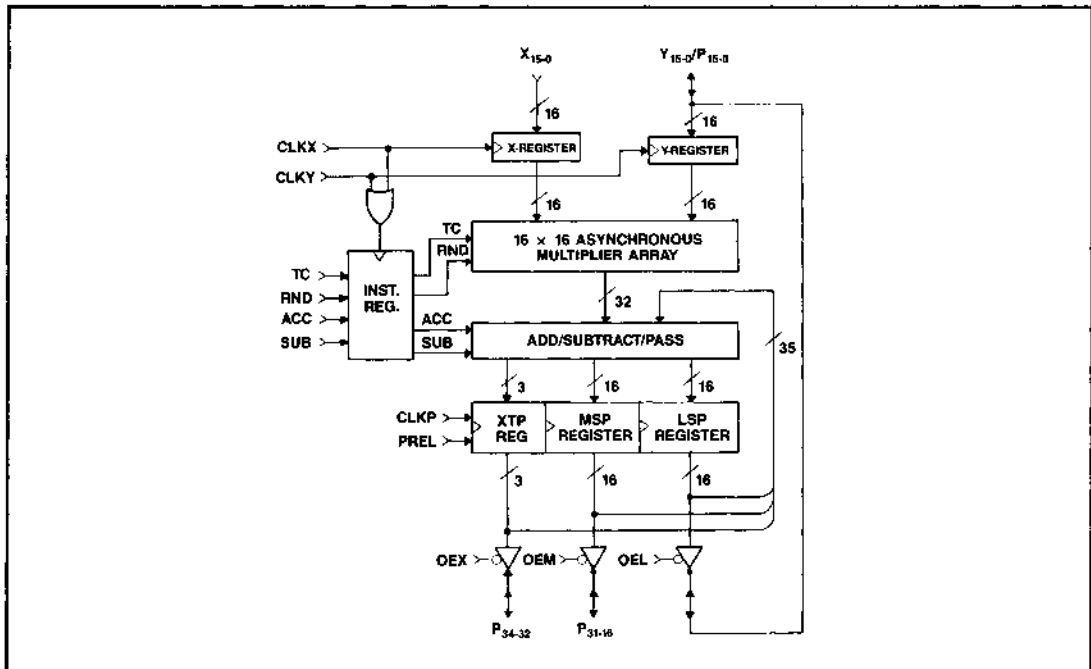 X15-0
Y15-0/P15-0
16
16
CLKX
X-REGISTER
Y-REGISTER
CLKY
16
16
TC
16 × 16 ASYNCHRONOUS
MULTIPLIER ARRAY
RND
TC
RND
ACC
SUB
INST.
REG.
32
ACC
SUB
ADD/SUBTRACT/PASS
35
3
16
16
CLKP
PREL
XTP
REG
MSP
REGISTER
LSP
REGISTER
3
16
16
OEX
OEM
OEL
P34-32
P31-16